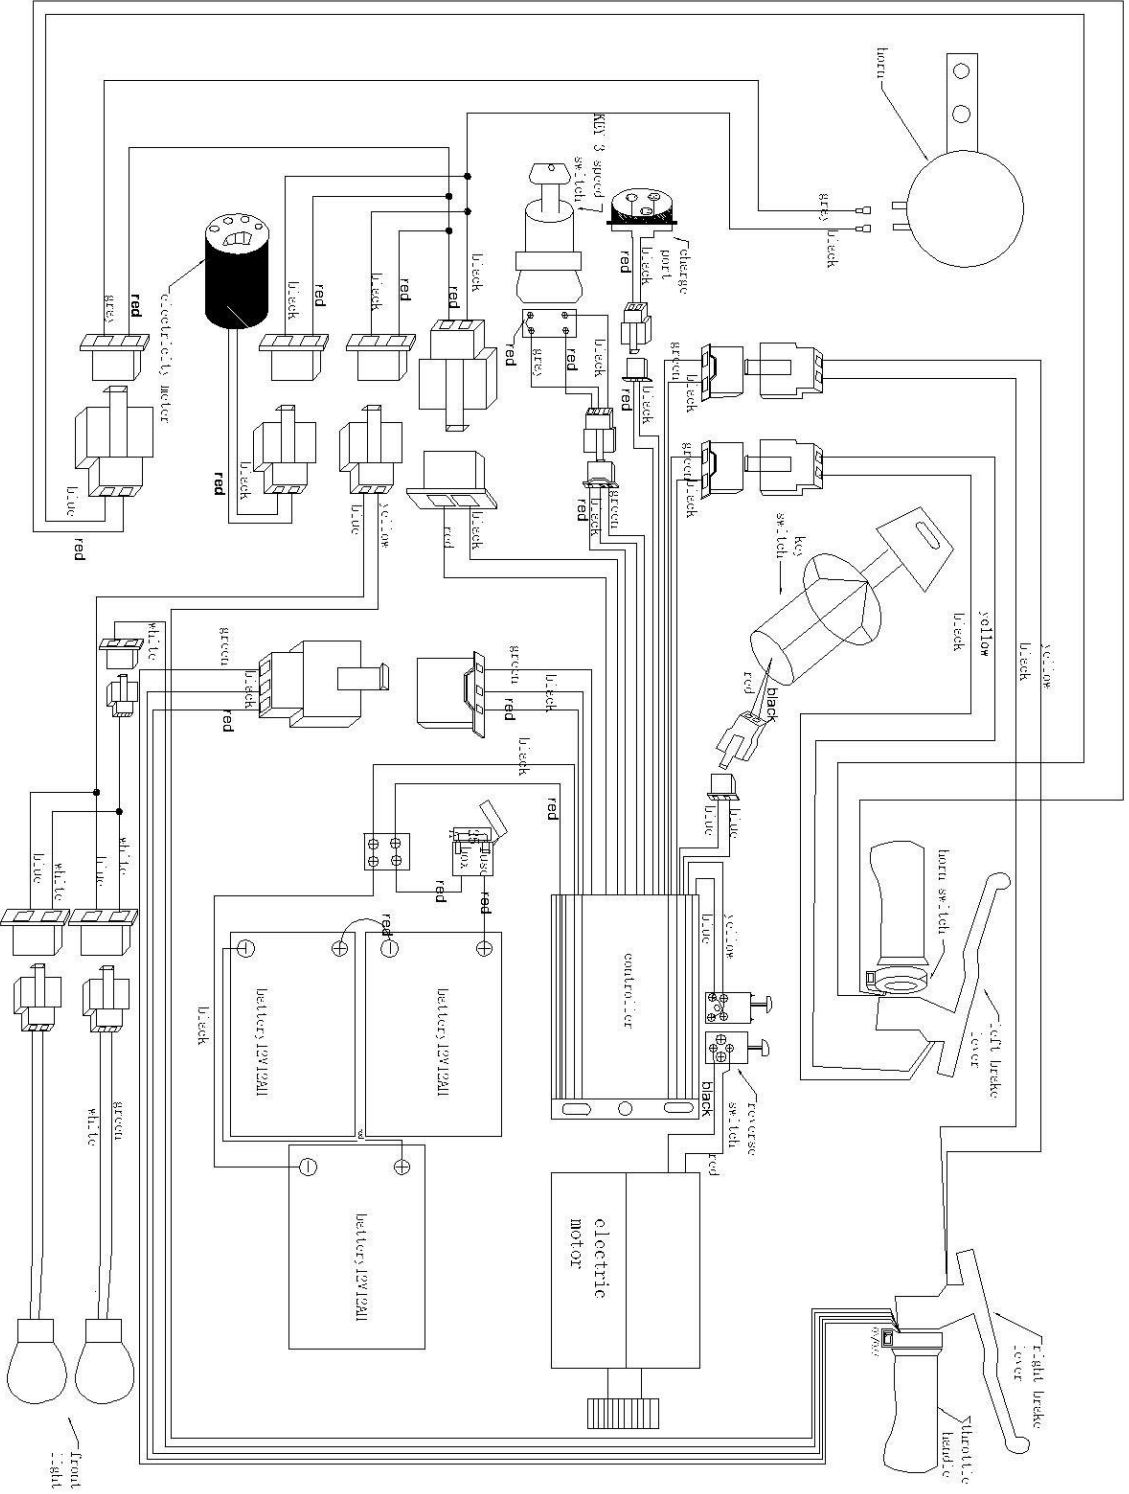 horn
grey
black
KEY 3 speed
switch
charge
port
black
red
black
red
black
red
black
red
black
red
grey
red
electricity meter
red
grey
black
red
green
black
green
black
key
switch
red
black
blue
blue
yellow
black
yellow
black
black
red
blue
red
blue
yellow
black
red
black
red
black
green
red
green
black
red
green
black
red
white
black
red
fuse
box
red
red
red
black
battery12V12AH
battery12V12AH
battery12V12AH
controller
blue
yellow
black
red
reverse
switch
electric
motor
horn switch
left brake
lever
right brake
lever
throttle
handle
white
blue
white
blue
green
white
front
light